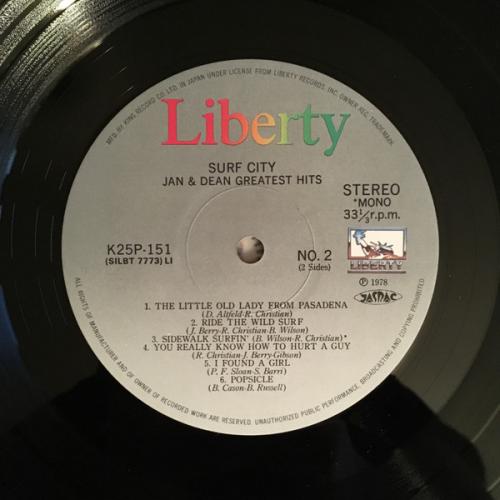 MFD. BY KING RECORD CO. LTD. IN JAPAN UNDER LICENSE FROM LIBERTY RECORDS, INC. OWNER REG. TRADEMARK.
Liberty
SURF CITY
JAN & DEAN GREATEST HITS
STEREO
*MONO
33⅓r.p.m.
K25P-151
(SILBT 7773) LI
NO. 2
(2 Sides)
LIBERTY
℗ 1978
JASRAC
1. THE LITTLE OLD LADY FROM PASADENA
(D. Altfeld-R. Christian)
2. RIDE THE WILD SURF
(J. Berry-R. Christian-B. Wilson)
3. SIDEWALK SURFIN' (B. Wilson-R. Christian)*
4. YOU REALLY KNOW HOW TO HURT A GUY
(R. Christian-J. Berry-Gibson)
5. I FOUND A GIRL
(P. F. Sloan-S. Barri)
6. POPSICLE
(B. Cason-B. Russell)
ALL RIGHTS OF MANUFACTURER AND OF OWNER OF RECORDED WORK ARE RESERVED. UNAUTHORIZED PUBLIC PERFORMANCE, BROADCASTING AND COPYING PROHIBITED